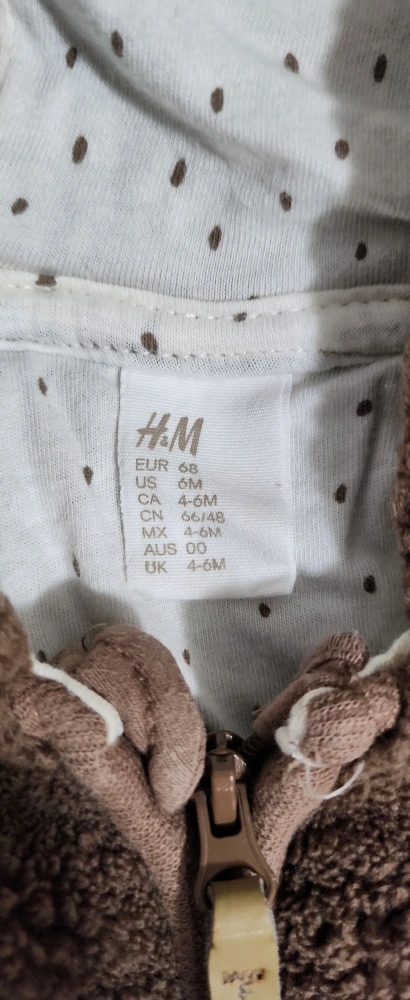 H&M
EUR 68
US 6M
CA 4-6M
CN 66/48
MX 4-6M
AUS 00
UK 4-6M